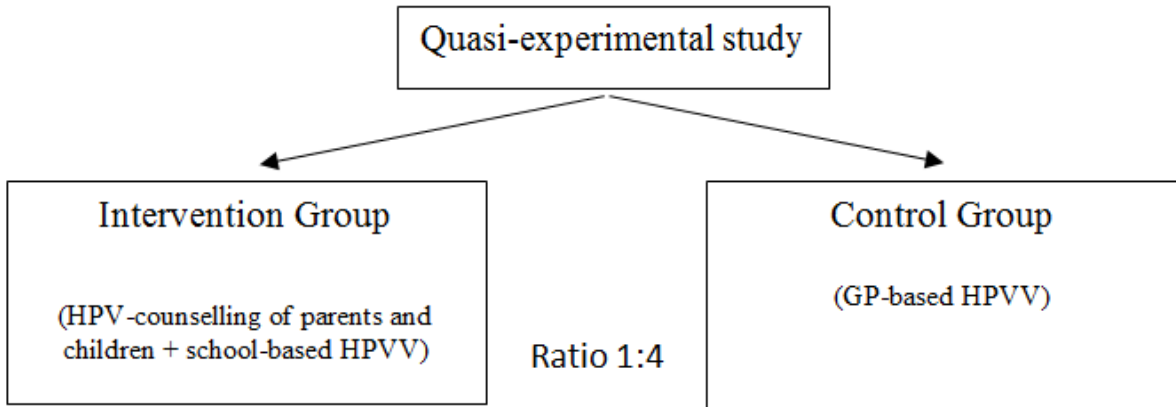 Quasi-experimental study
Intervention Group
(HPV-counselling of parents and
children + school-based HPVV)
Ratio 1:4
Control Group
(GP-based HPVV)